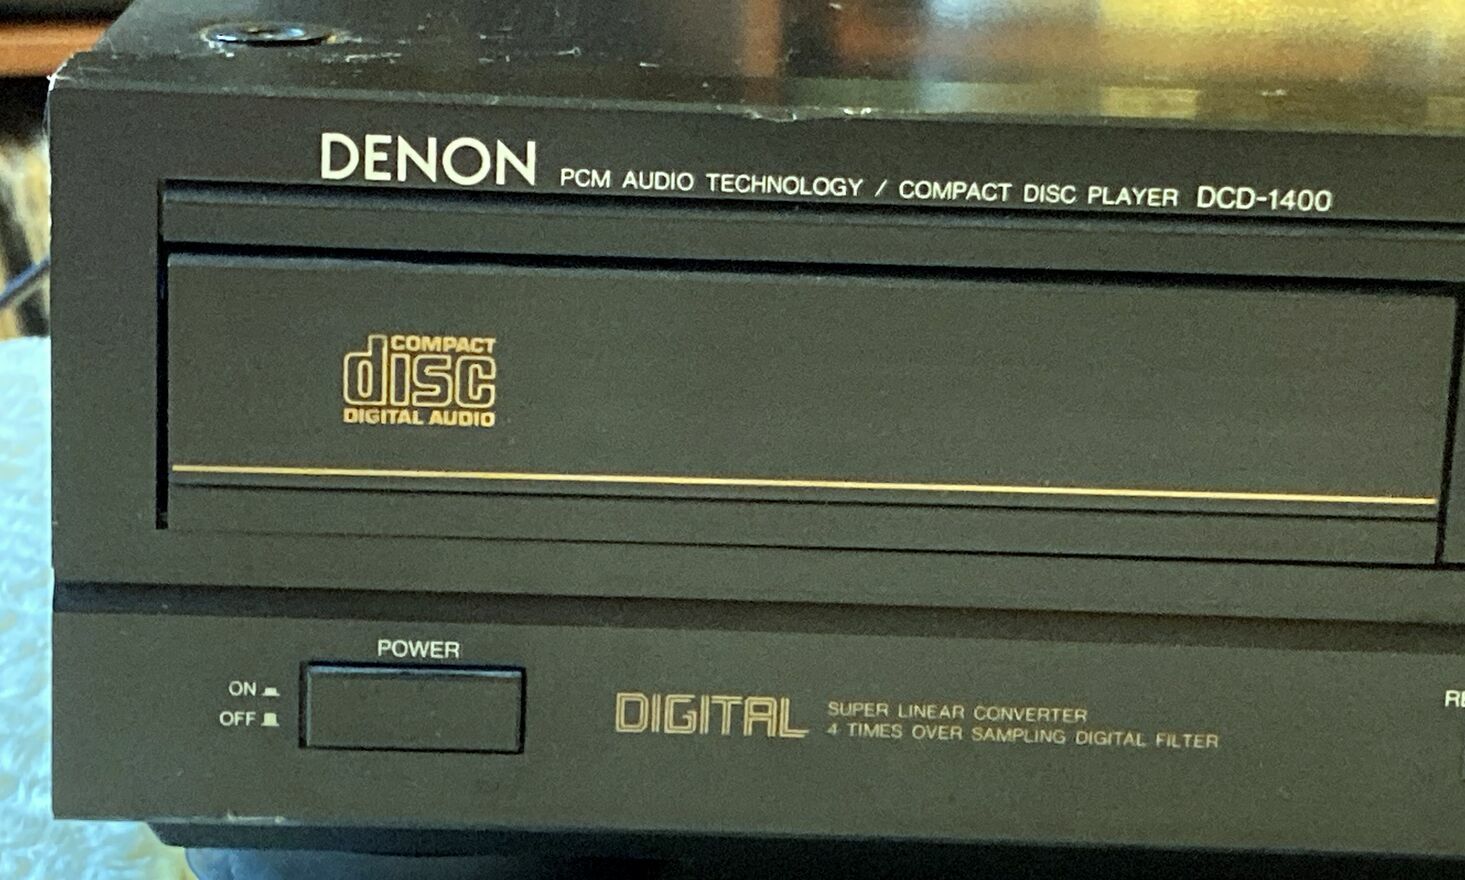 DENON PCM AUDIO TECHNOLOGY / COMPACT DISC PLAYER DCD-1400
COMPACT
disc
DIGITAL AUDIO
POWER
ON
OFF
DIGITAL
SUPER LINEAR CONVERTER
4 TIMES OVER SAMPLING DIGITAL FILTER